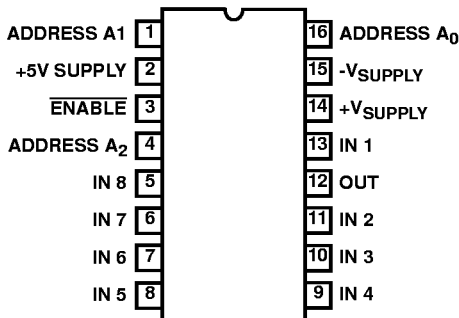 ADDRESS A1 1 16 ADDRESS A0
+5V SUPPLY 2 15 -VSUPPLY
ENABLE 3 14 +VSUPPLY
ADDRESS A2 4 13 IN 1
IN 8 5 12 OUT
IN 7 6 11 IN 2
IN 6 7 10 IN 3
IN 5 8 9 IN 4